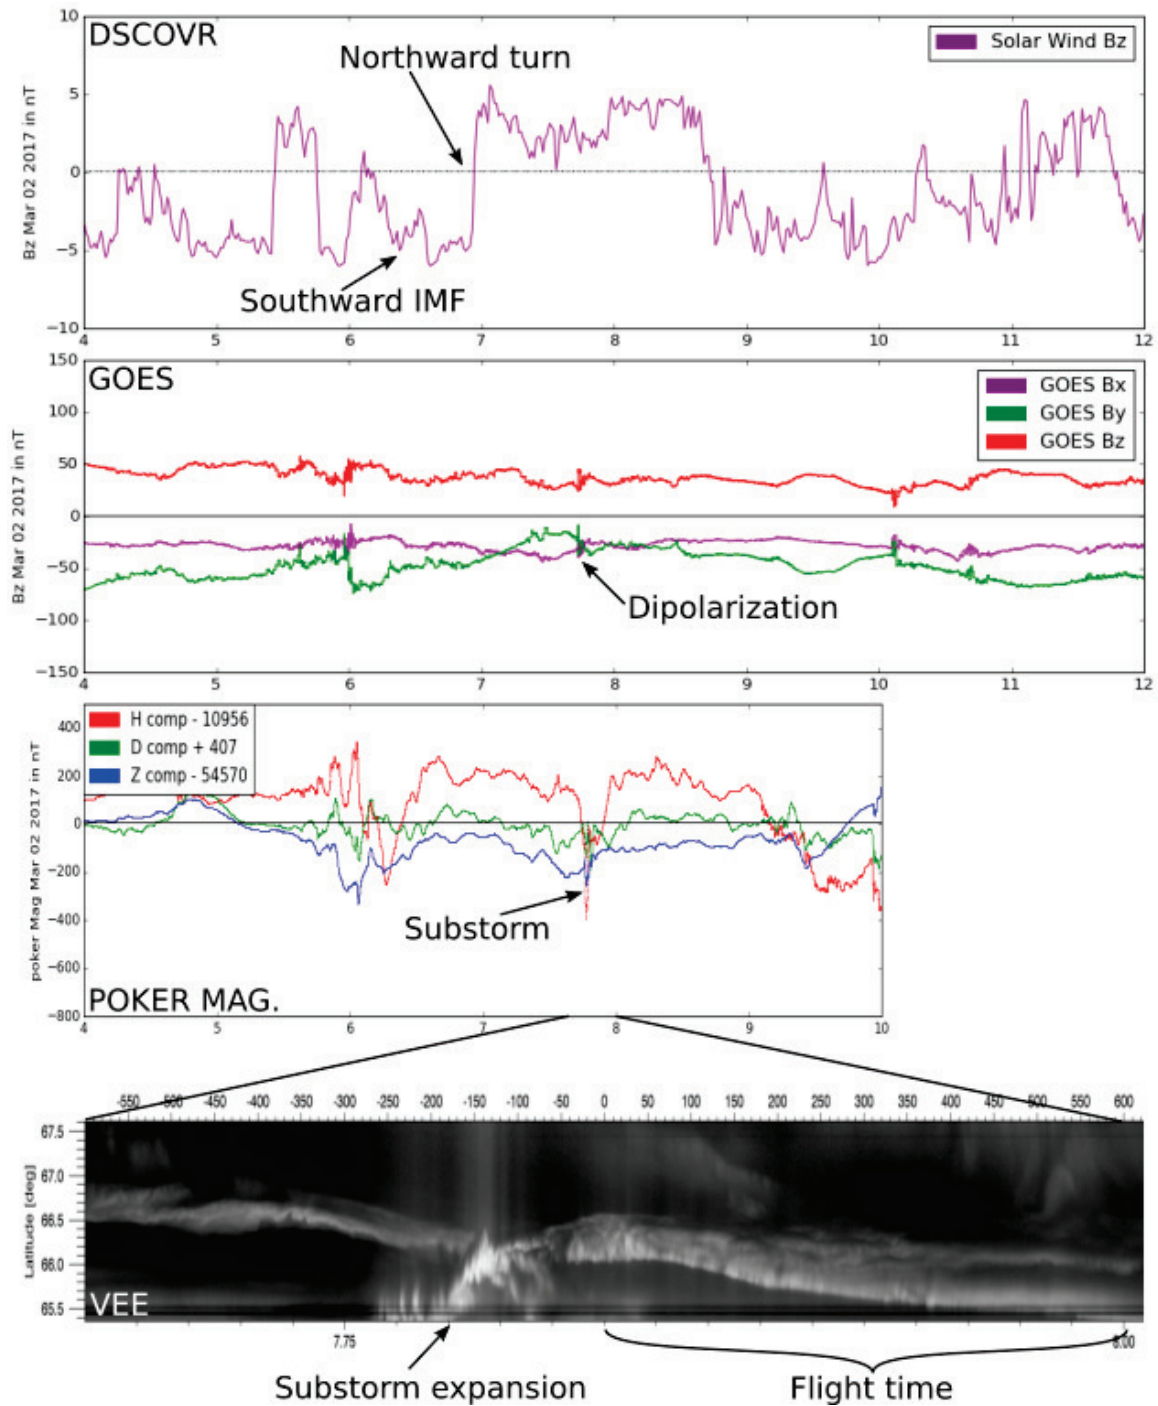 DSCOVR
Northward turn
Solar Wind Bz
Southward IMF
Bz Mar 02 2017 in nT
10
5
0
−5
−10
4 5 6 7 8 9 10 11 12
GOES
GOES Bx
GOES By
GOES Bz
Dipolarization
Bz Mar 02 2017 in nT
150
100
50
0
−50
−100
−150
4 5 6 7 8 9 10 11 12
H comp - 10956
D comp + 407
Z comp - 54570
Substorm
POKER MAG.
poker Mag Mar 02 2017 in nT
400
200
0
−200
−400
−600
−800
4 5 6 7 8 9 10
-550 -500 -450 -400 -350 -300 -250 -200 -150 -100 -50 0 50 100 150 200 250 300 350 400 450 500 550 600
Latitude [deg]
67.5
67.0
66.5
66.0
65.5
VEE
7.75 8.00
Substorm expansion
Flight time